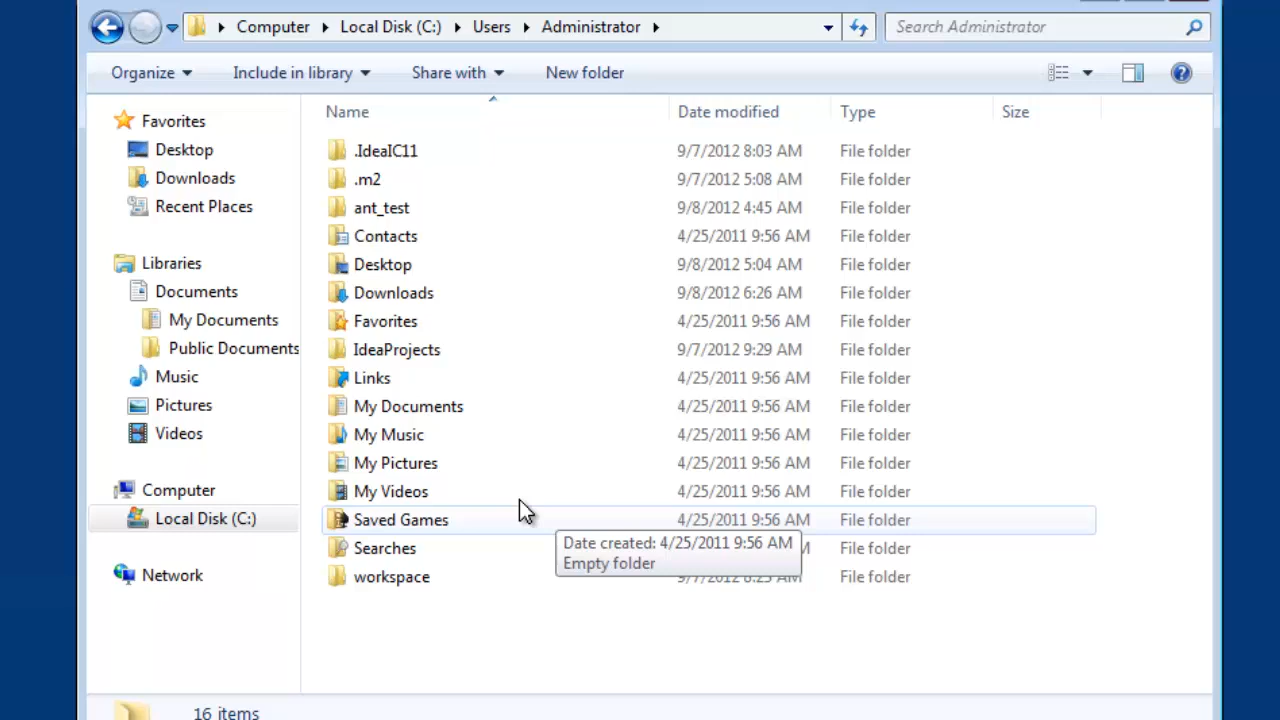 Computer Local Disk (C:) Users Administrator Search Administrator
Organize Include in library Share with New folder
Name Date modified Type Size
Favorites
Desktop
Downloads
Recent Places
Libraries
Documents
My Documents
Public Documents
Music
Pictures
Videos
Computer
Local Disk (C:)
Network
.IdeaIC11 9/7/2012 8:03 AM File folder
.m2 9/7/2012 5:08 AM File folder
ant_test 9/8/2012 4:45 AM File folder
Contacts 4/25/2011 9:56 AM File folder
Desktop 9/8/2012 5:04 AM File folder
Downloads 9/8/2012 6:26 AM File folder
Favorites 4/25/2011 9:56 AM File folder
IdeaProjects 9/7/2012 9:29 AM File folder
Links 4/25/2011 9:56 AM File folder
My Documents 4/25/2011 9:56 AM File folder
My Music 4/25/2011 9:56 AM File folder
My Pictures 4/25/2011 9:56 AM File folder
My Videos 4/25/2011 9:56 AM File folder
Saved Games 4/25/2011 9:56 AM File folder
Date created: 4/25/2011 9:56 AM
Empty folder
Searches File folder
workspace File folder
16 items